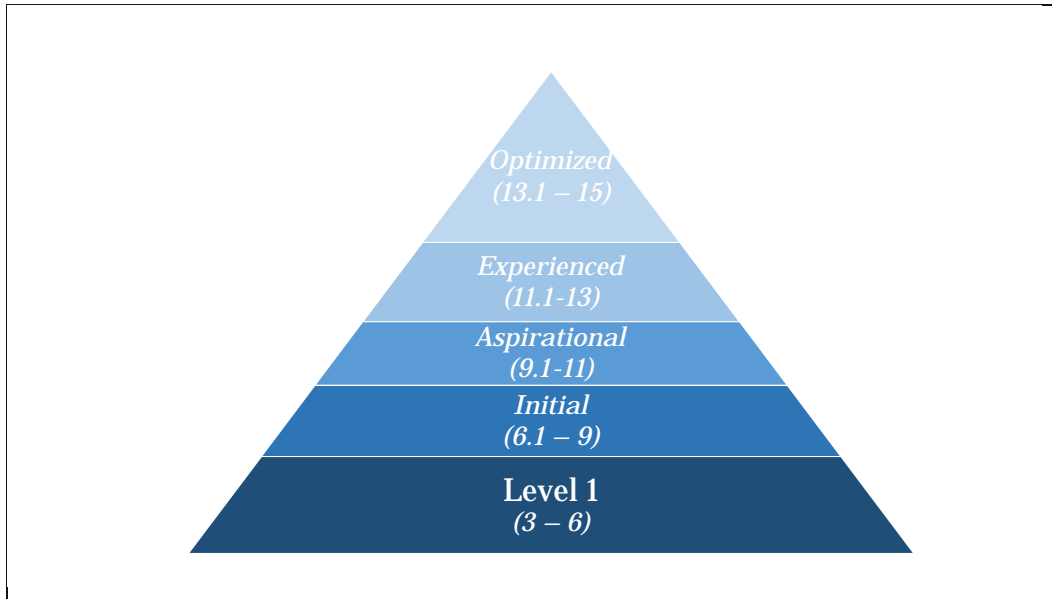 Optimized
(13.1 – 15)
Experienced
(11.1-13)
Aspirational
(9.1-11)
Initial
(6.1 – 9)
Level 1
(3 – 6)